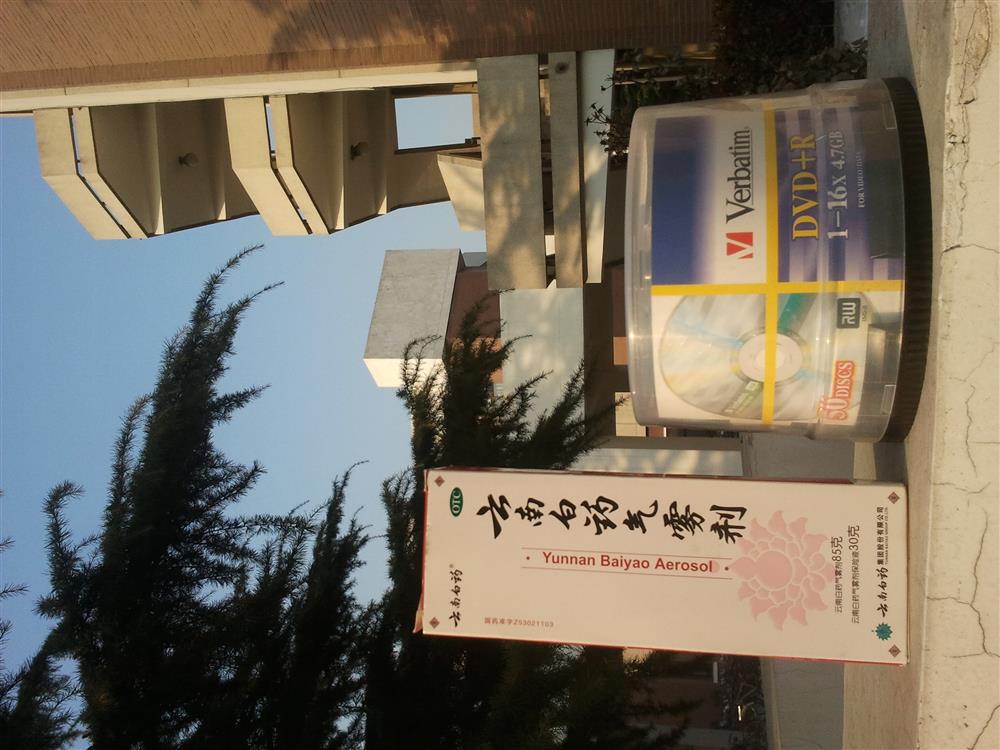 Verbatim.
DVD+R
1-16x 4.7GB
FOR VIDEO/DATA
RW
50 DISCS
OTC
云南白药®
云南白药气雾剂
Yunnan Baiyao Aerosol
国药准字Z53021103
云南白药气雾剂85克
云南白药气雾剂保险液30克
云南白药 集团股份有限公司